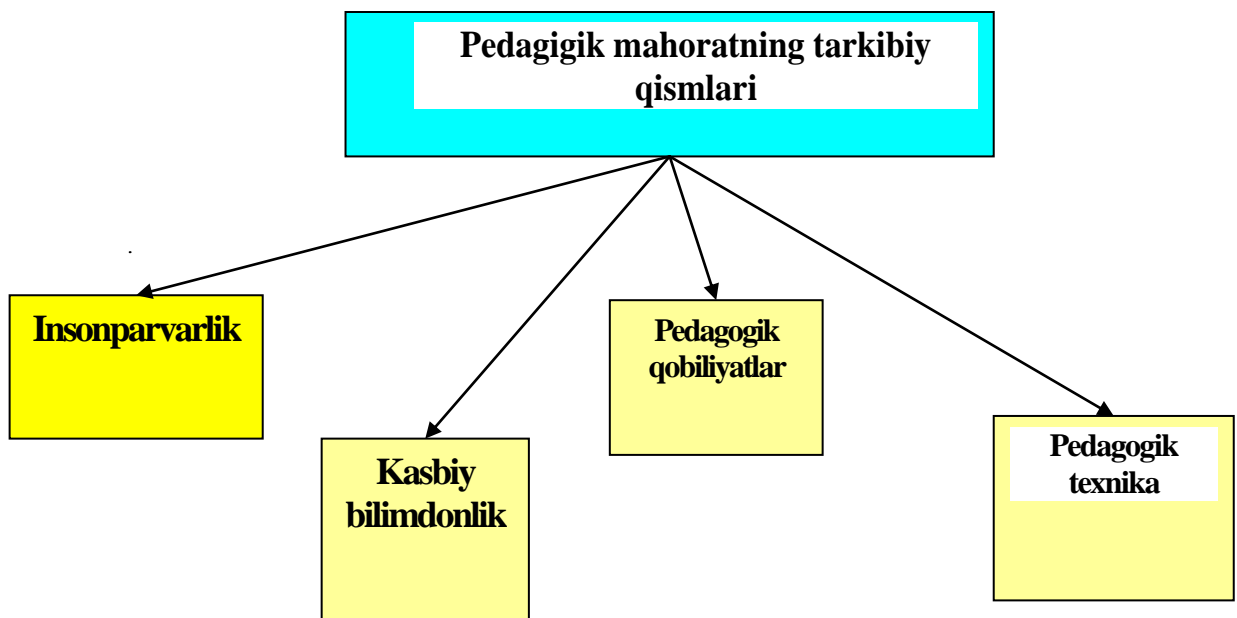 Pedagigik mahoratning tarkibiy
qismlari
Insonparvarlik
Kasbiy
bilimdonlik
Pedagogik
qobiliyatlar
Pedagogik
texnika